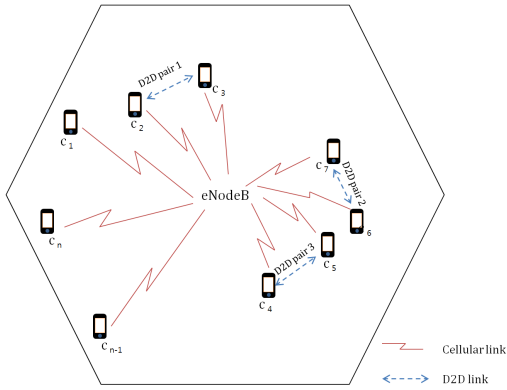 D2D pair 1
c 3
c 2
c 1
c 7
D2D pair 2
eNodeB
6
c n
D2D pair 3
c 5
c 4
c n-1
Cellular link
D2D link